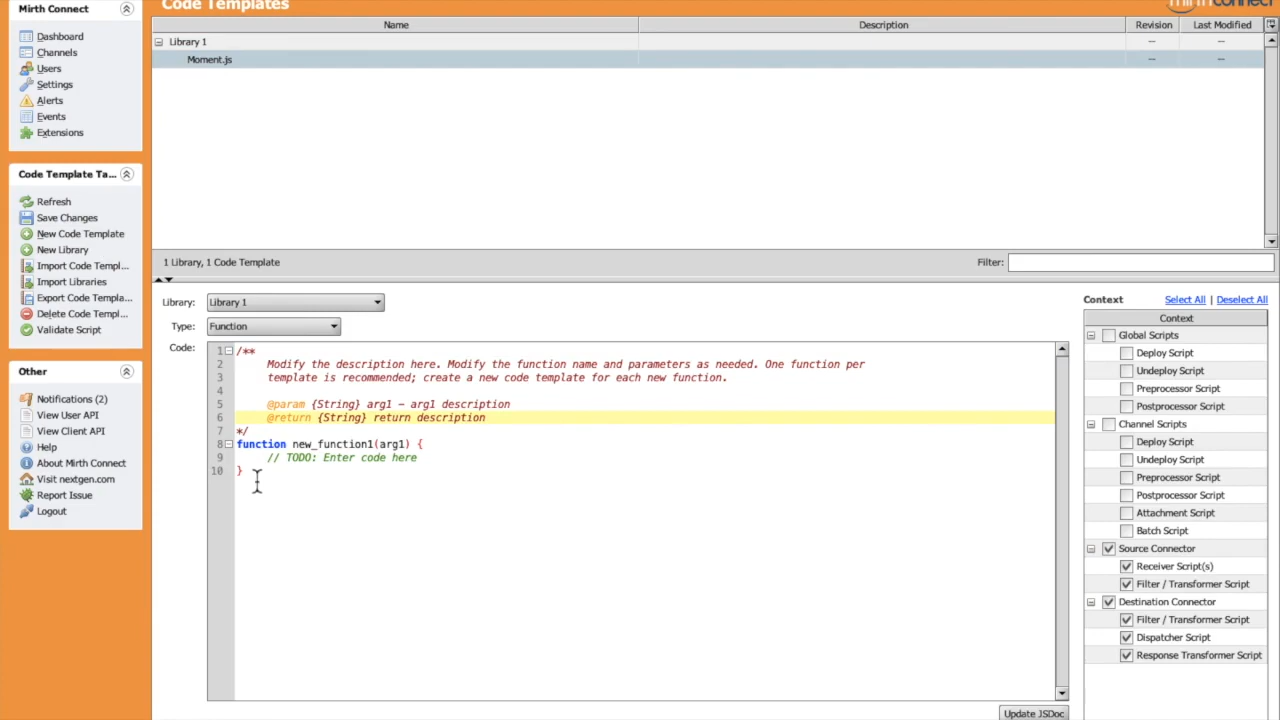 Mirth Connect
Dashboard
Channels
Users
Settings
Alerts
Events
Extensions
Code Template Ta...
Refresh
Save Changes
New Code Template
New Library
Import Code Templ...
Import Libraries
Export Code Templa...
Delete Code Templ...
Validate Script
Other
Notifications (2)
View User API
View Client API
Help
About Mirth Connect
Visit nextgen.com
Report Issue
Logout
Code Templates
mirth connect
Name Description Revision Last Modified
Library 1 -- --
Moment.js -- --
1 Library, 1 Code Template
Filter:
Library: Library 1
Type: Function
Code:
1 /**
2 Modify the description here. Modify the function name and parameters as needed. One function per
3 template is recommended; create a new code template for each new function.
4
5 @param {String} arg1 - arg1 description
6 @return {String} return description
7 */
8 function new_function1(arg1) {
9 // TODO: Enter code here
10 }
Update JSDoc
Context Select All | Deselect All
Context
Global Scripts
Deploy Script
Undeploy Script
Preprocessor Script
Postprocessor Script
Channel Scripts
Deploy Script
Undeploy Script
Preprocessor Script
Postprocessor Script
Attachment Script
Batch Script
Source Connector
Receiver Script(s)
Filter / Transformer Script
Destination Connector
Filter / Transformer Script
Dispatcher Script
Response Transformer Script